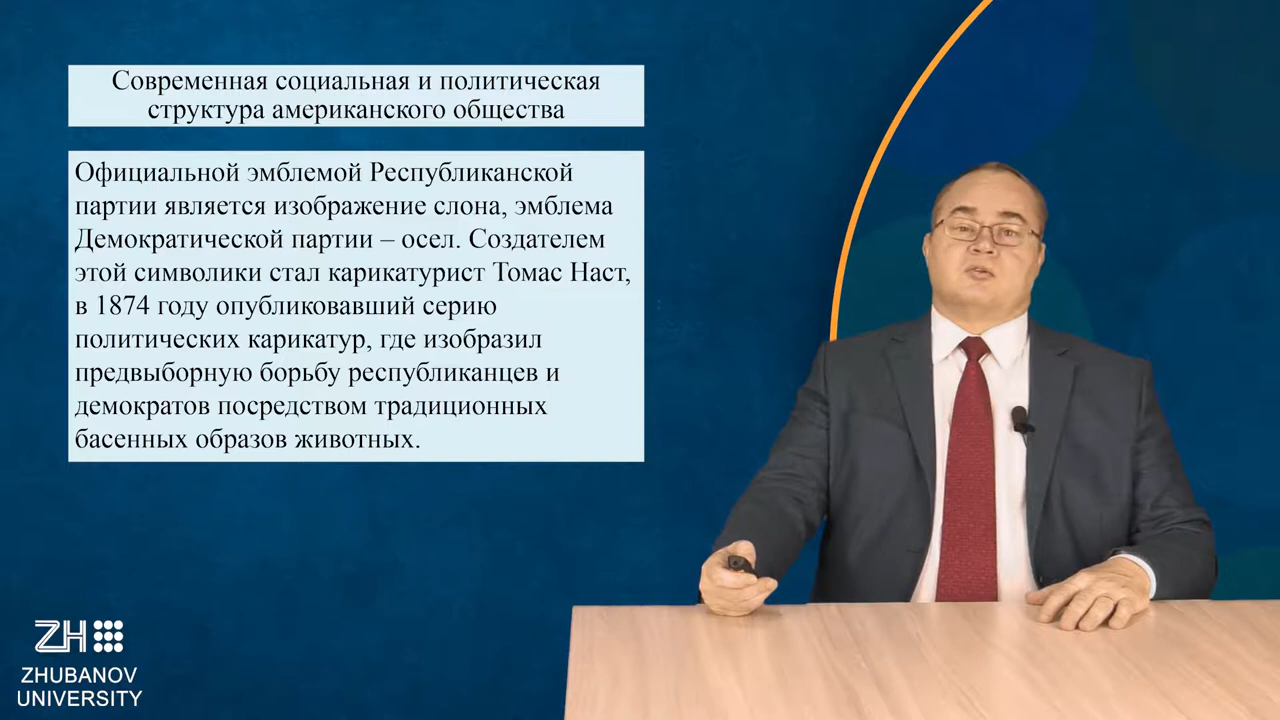 Современная социальная и политическая
структура американского общества
Официальной эмблемой Республиканской
партии является изображение слона, эмблема
Демократической партии – осел. Создателем
этой символики стал карикатурист Томас Наст,
в 1874 году опубликовавший серию
политических карикатур, где изобразил
предвыборную борьбу республиканцев и
демократов посредством традиционных
басенных образов животных.
ZH
ZHUBANOV
UNIVERSITY